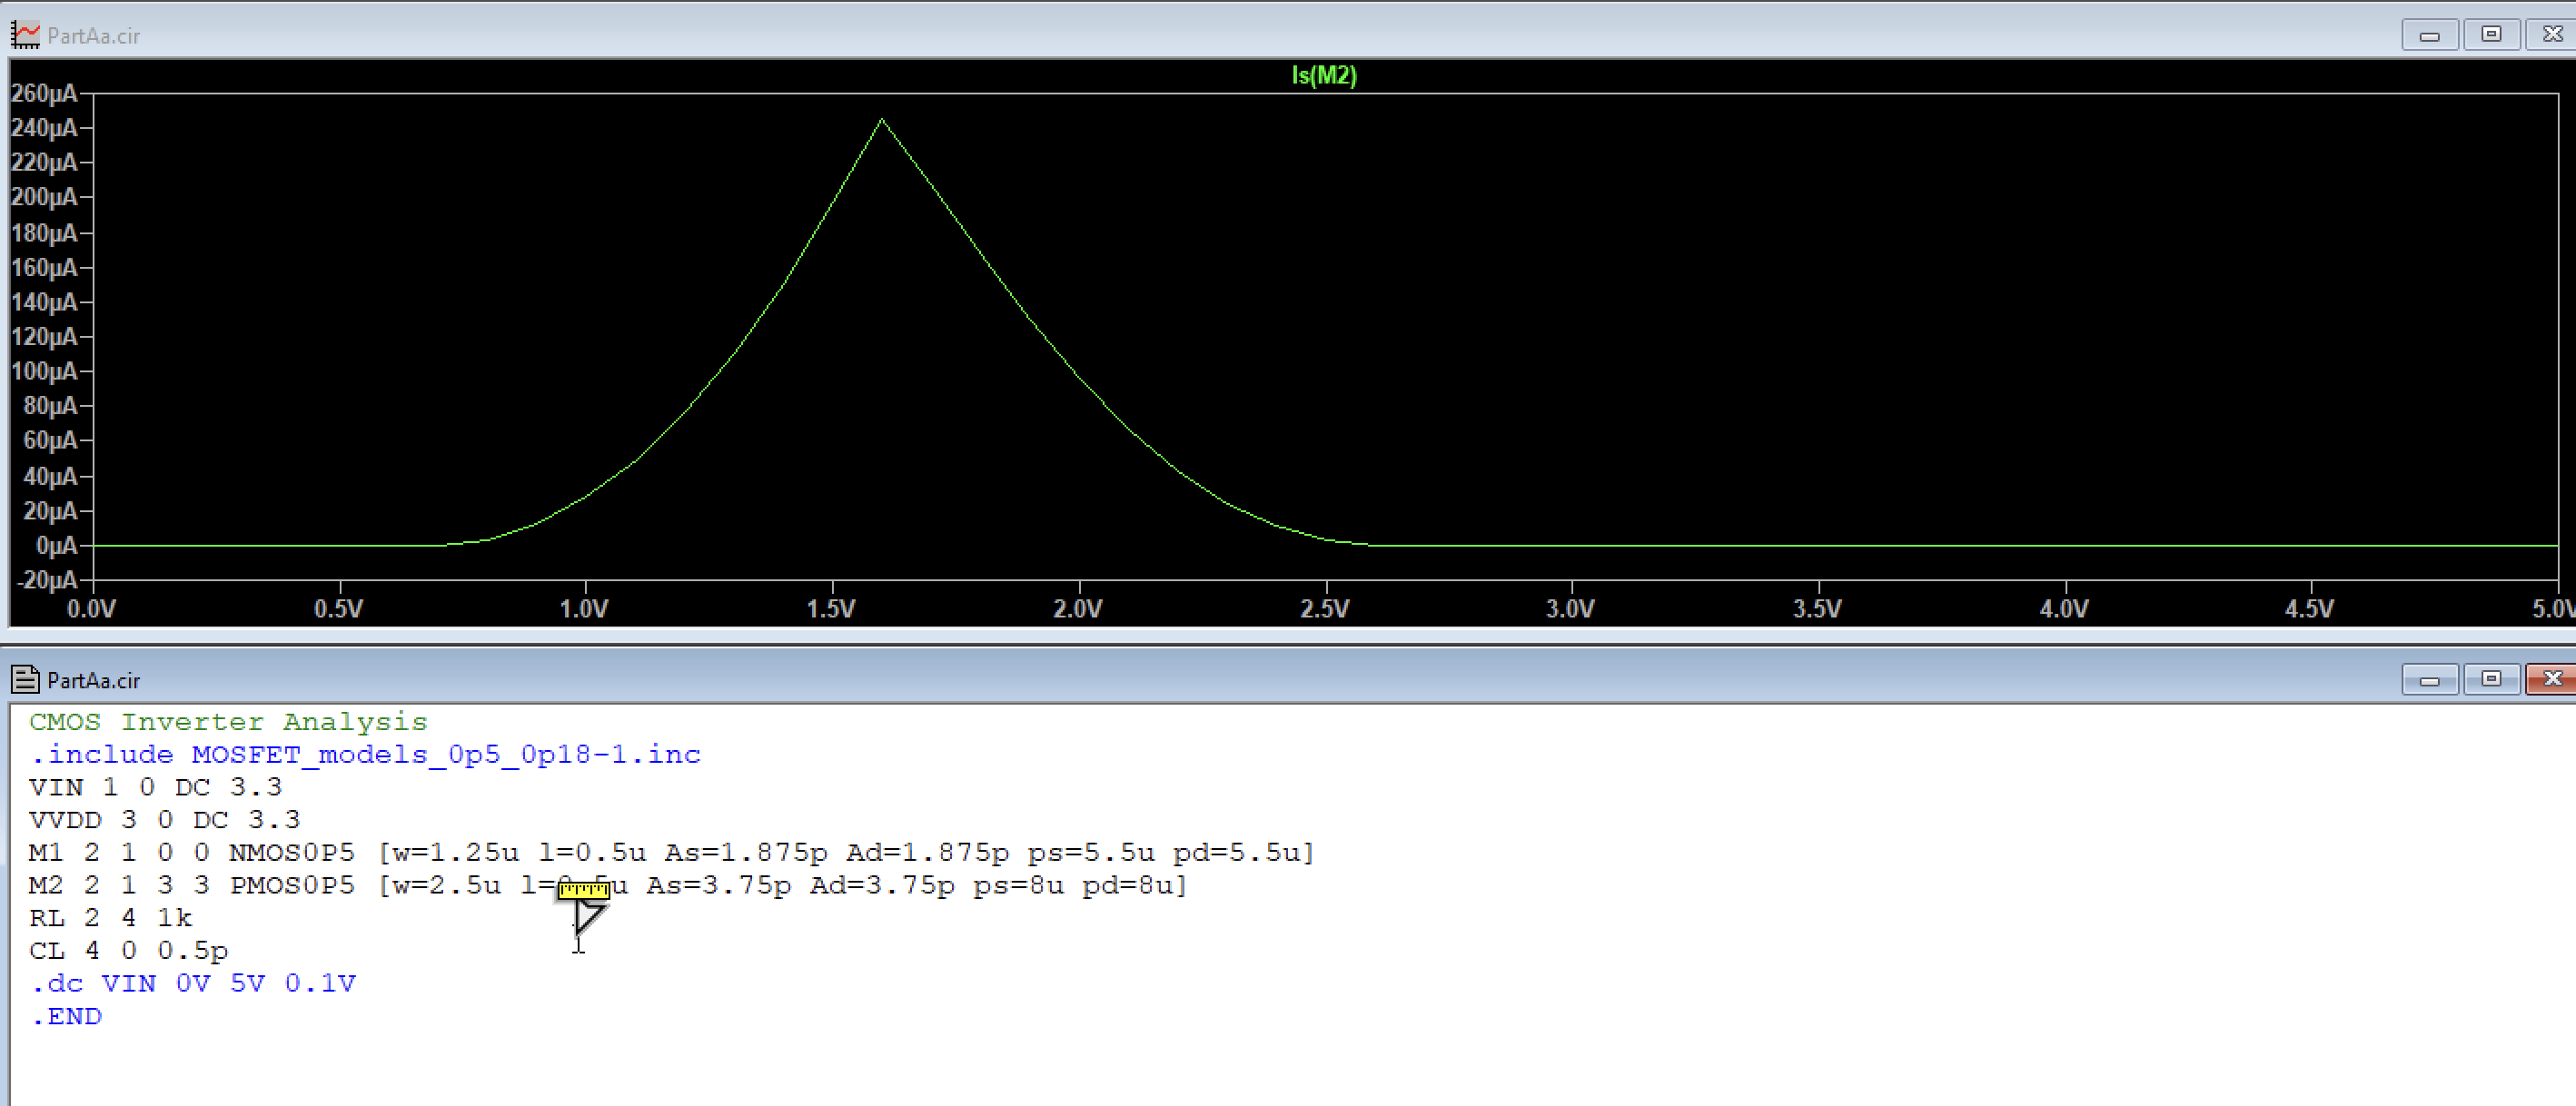 PartAa.cir
Is(M2)
260µA
240µA
220µA
200µA
180µA
160µA
140µA
120µA
100µA
80µA
60µA
40µA
20µA
0µA
-20µA
0.0V 0.5V 1.0V 1.5V 2.0V 2.5V 3.0V 3.5V 4.0V 4.5V 5.0V
PartAa.cir
CMOS Inverter Analysis
.include MOSFET_models_0p5_0p18-1.inc
VIN 1 0 DC 3.3
VVDD 3 0 DC 3.3
M1 2 1 0 0 NMOS0P5 [w=1.25u l=0.5u As=1.875p Ad=1.875p ps=5.5u pd=5.5u]
M2 2 1 3 3 PMOS0P5 [w=2.5u l=0.5u As=3.75p Ad=3.75p ps=8u pd=8u]
RL 2 4 1k
CL 4 0 0.5p
.dc VIN 0V 5V 0.1V
.END